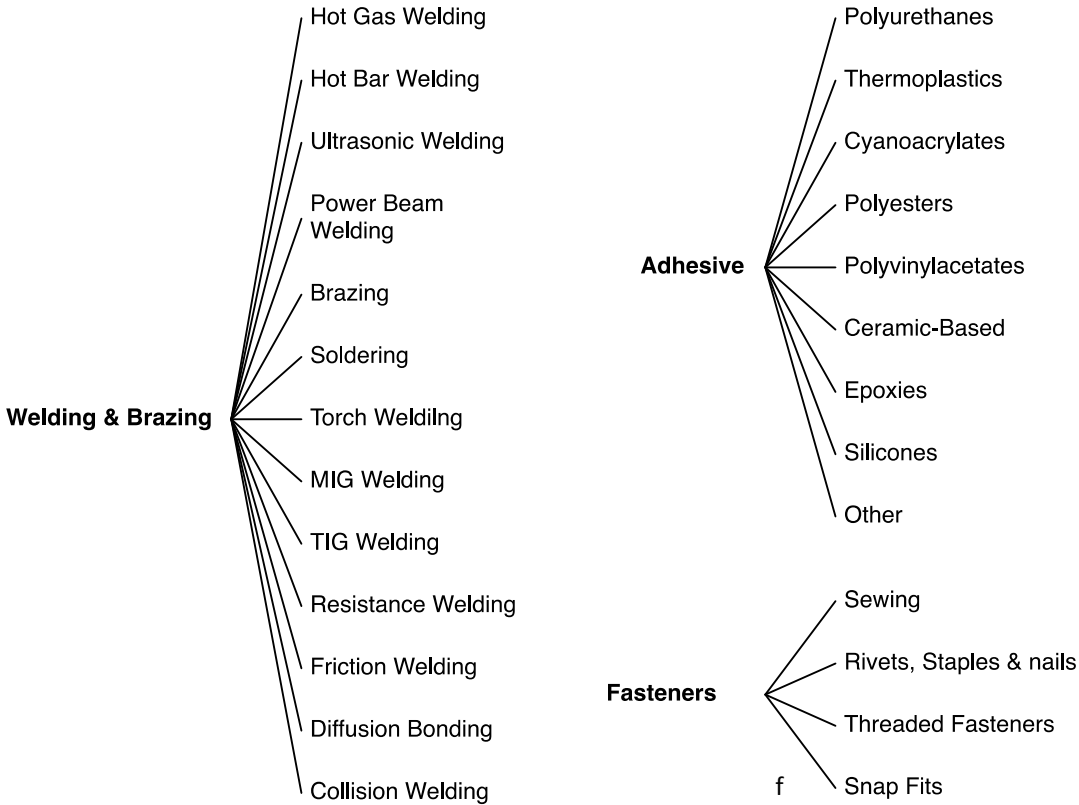 Welding & Brazing
Hot Gas Welding
Hot Bar Welding
Ultrasonic Welding
Power Beam
Welding
Brazing
Soldering
Torch Weldilng
MIG Welding
TIG Welding
Resistance Welding
Friction Welding
Diffusion Bonding
Collision Welding
Adhesive
Polyurethanes
Thermoplastics
Cyanoacrylates
Polyesters
Polyvinylacetates
Ceramic-Based
Epoxies
Silicones
Other
Fasteners
Sewing
Rivets, Staples & nails
Threaded Fasteners
f
Snap Fits